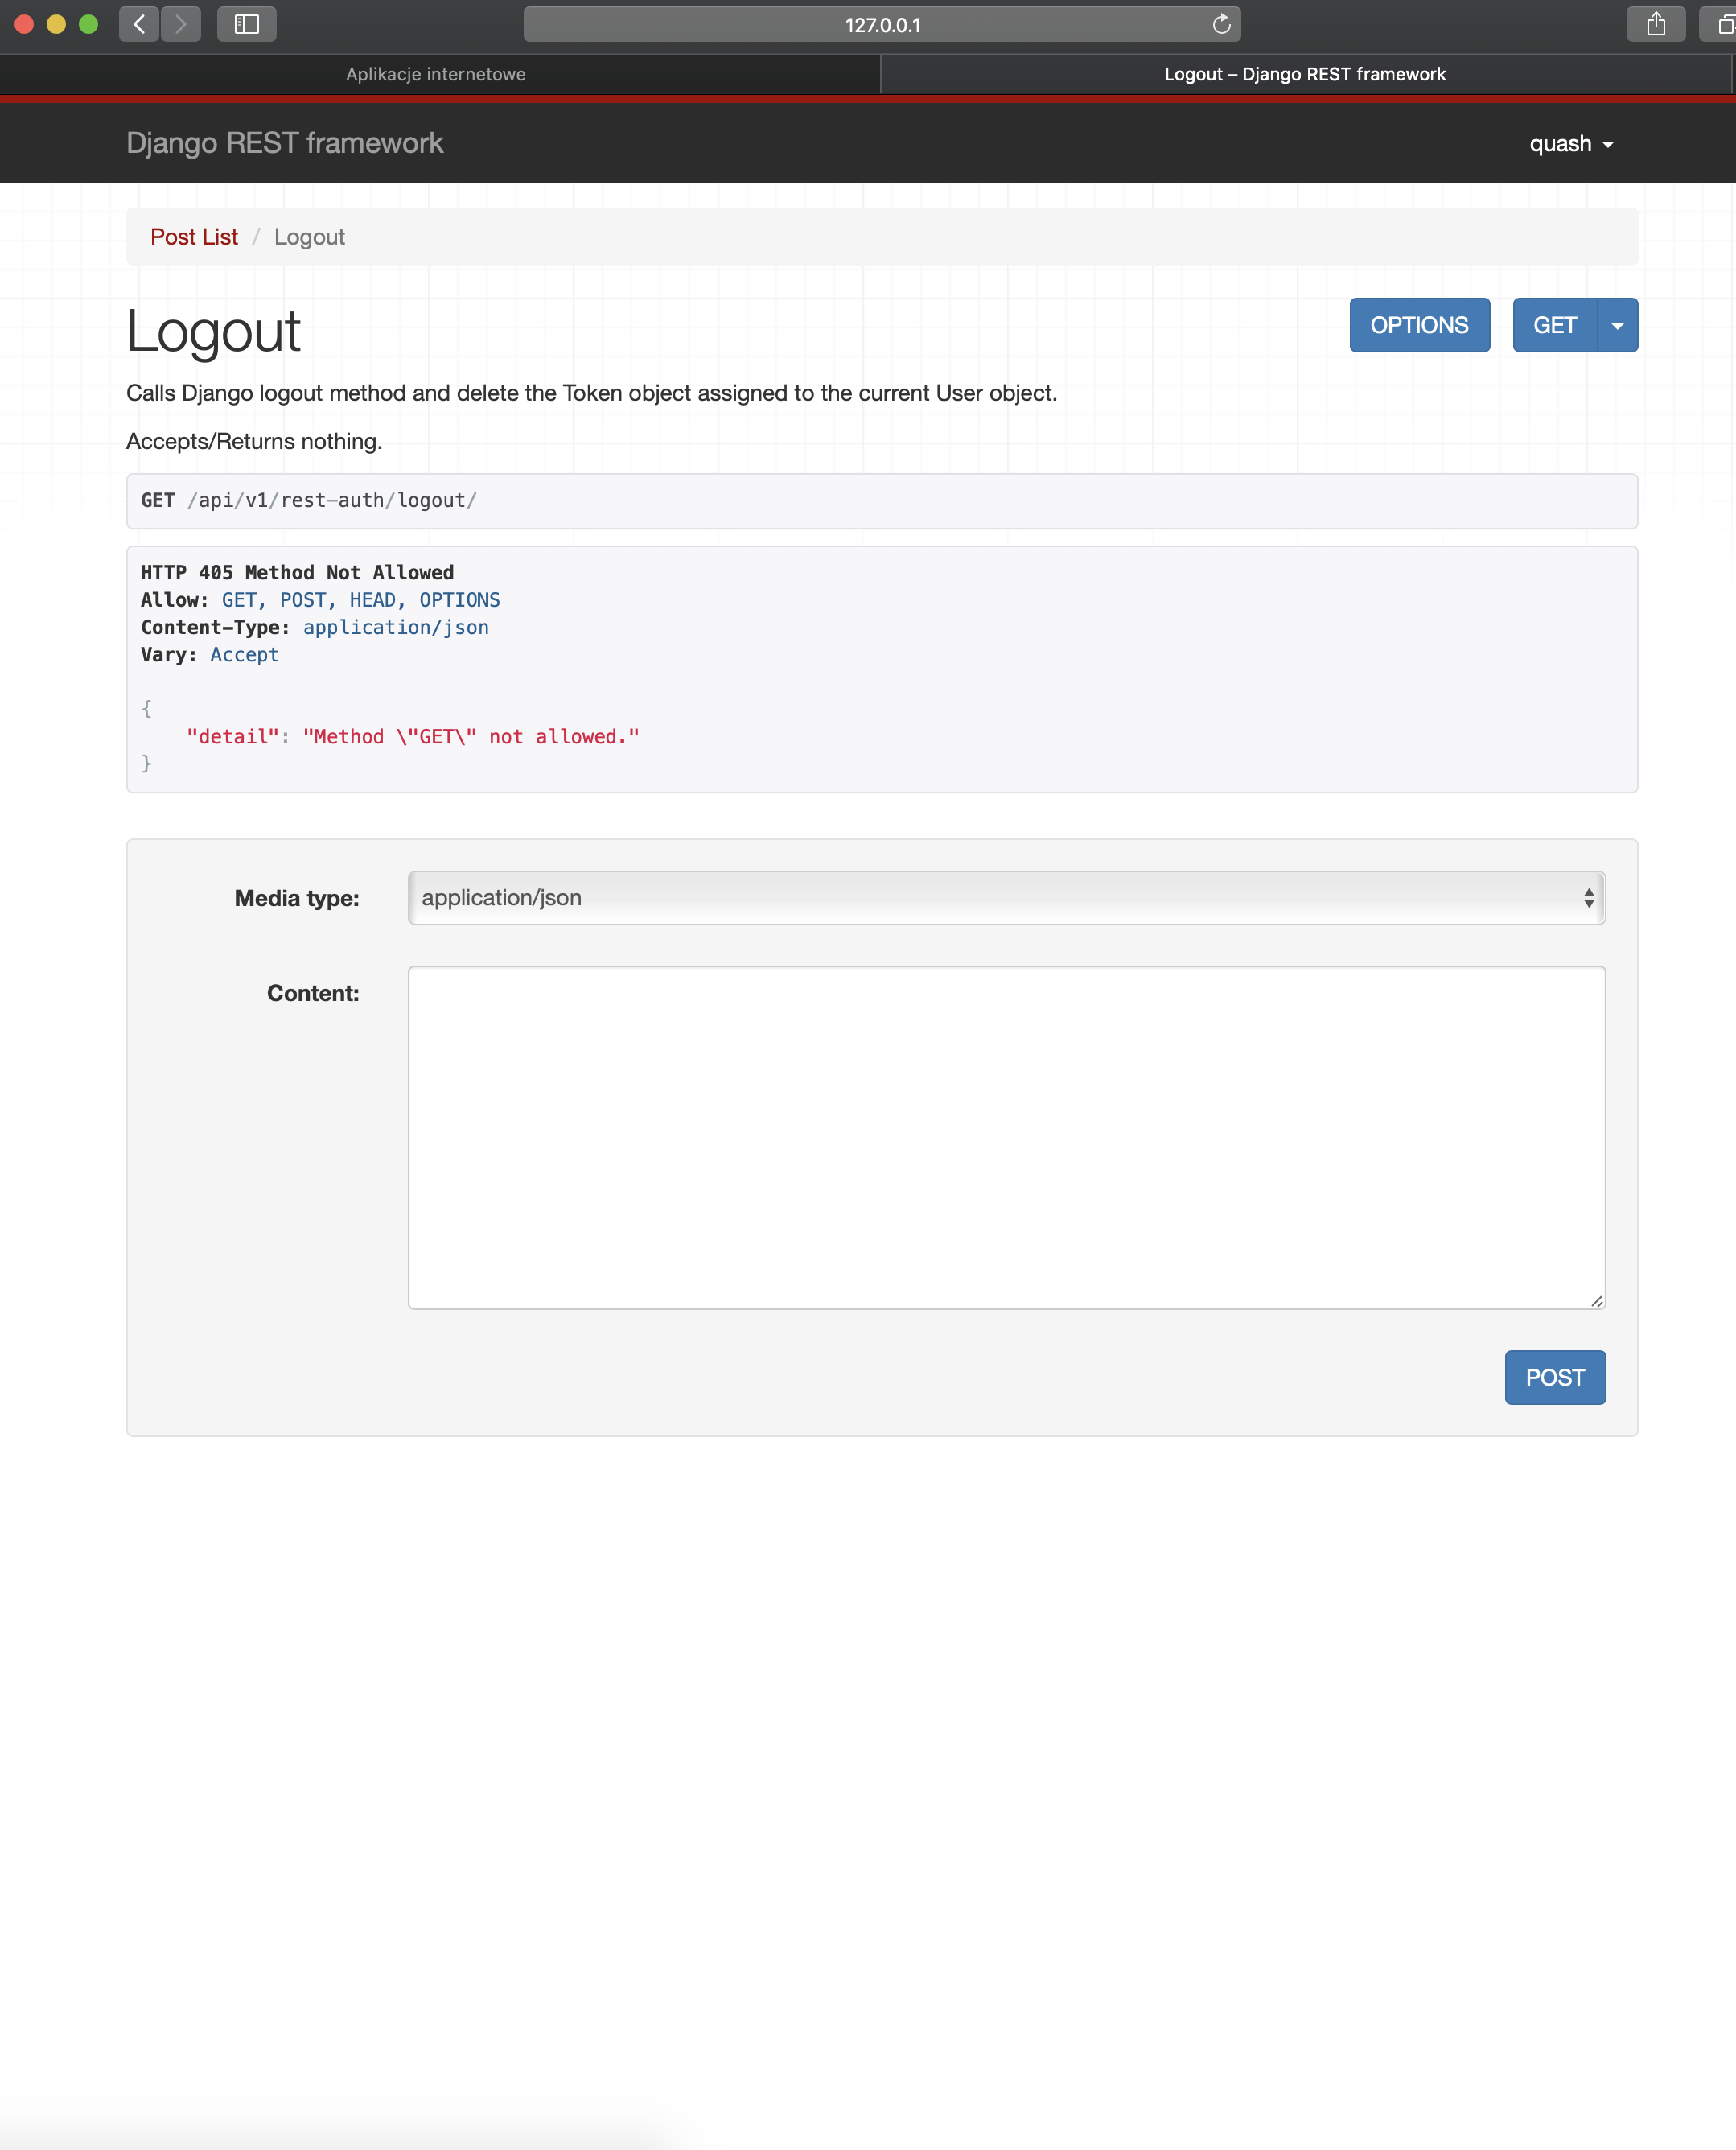 127.0.0.1
Aplikacje internetowe
Logout – Django REST framework
Django REST framework
quash
Post List / Logout
Logout
OPTIONS
GET
Calls Django logout method and delete the Token object assigned to the current User object.
Accepts/Returns nothing.
GET /api/v1/rest-auth/logout/
HTTP 405 Method Not Allowed
Allow: GET, POST, HEAD, OPTIONS
Content-Type: application/json
Vary: Accept
{
    "detail": "Method \"GET\" not allowed."
}
Media type:
application/json
Content:
POST